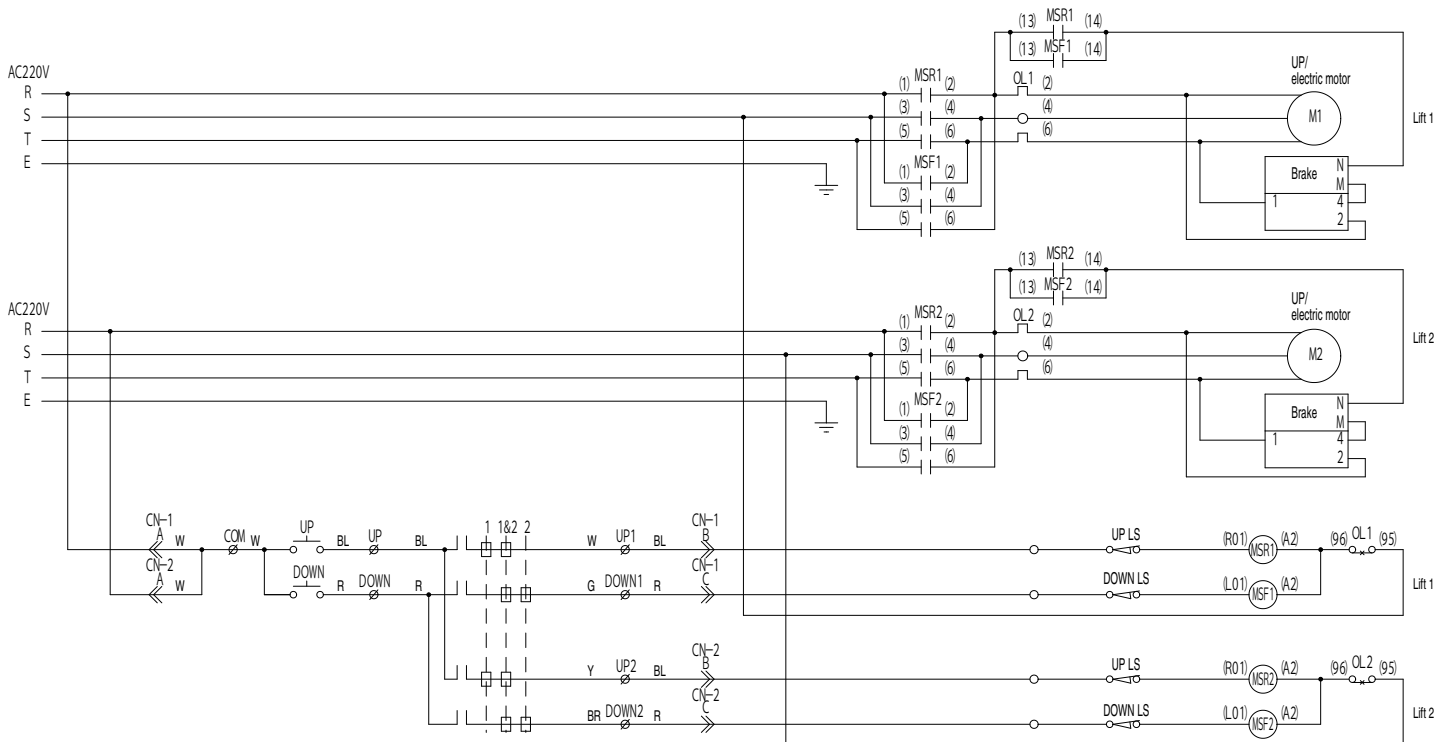 (13) MSR1 (14)
(13) MSF1 (14)
AC220V
R
S
T
E
(1) MSR1 (2)
(3) (4)
(5) (6)
MSF1
(1) (2)
(3) (4)
(5) (6)
OL1 (2)
(4)
(6)
UP/
electric motor
M1
Lift 1
Brake
N
M
1 4
2
(13) MSR2 (14)
(13) MSF2 (14)
AC220V
R
S
T
E
(1) MSR2 (2)
(3) (4)
(5) (6)
MSF2
(1) (2)
(3) (4)
(5) (6)
OL2 (2)
(4)
(6)
UP/
electric motor
M2
Lift 2
Brake
N
M
1 4
2
CN-1
A W COM W UP BL UP BL 1 1&2 2 W UP1 BL CN-1
B UP LS (R01) MSR1 (A2) (96) OL1 (95)
CN-2
A W DOWN R DOWN R G DOWN1 R CN-1
C DOWN LS (L01) MSF1 (A2) Lift 1
Y UP2 BL CN-2
B UP LS (R01) MSR2 (A2) (96) OL2 (95)
BR DOWN2 R CN-2
C DOWN LS (L01) MSF2 (A2) Lift 2